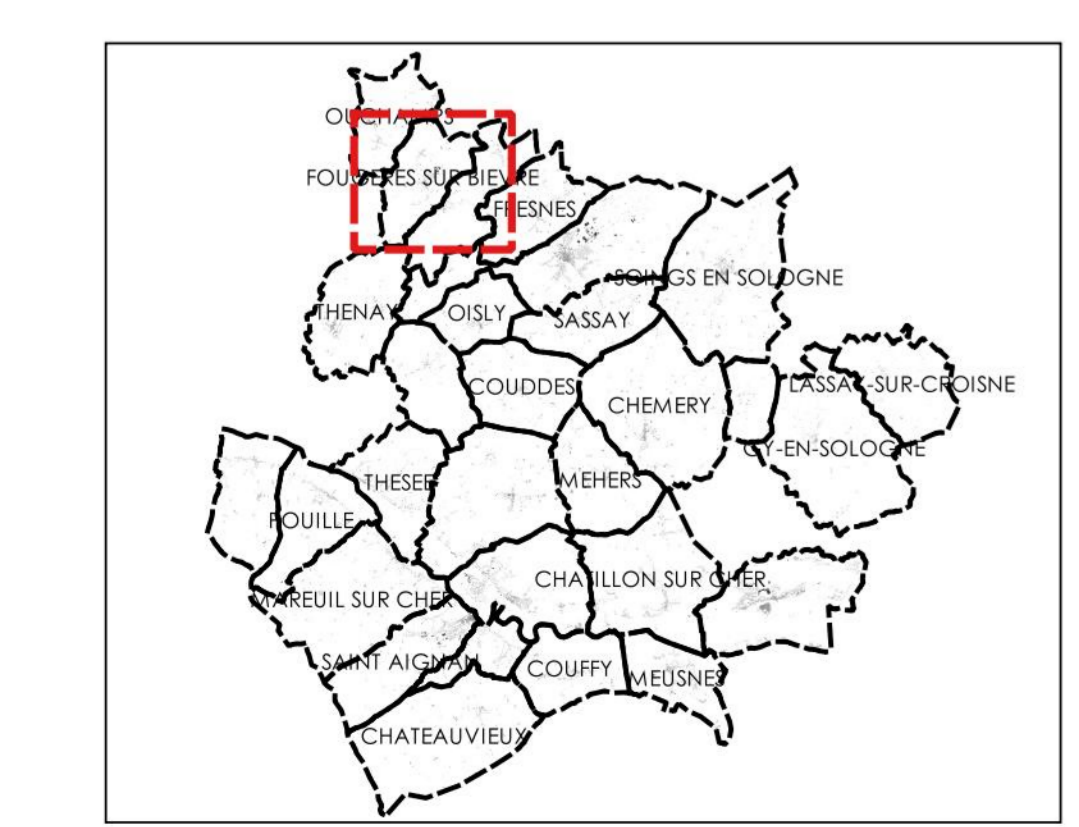 OUCHAMPS
FOUGERES SUR BIEVRE
FRESNES
SOINGS EN SOLOGNE
THENAY
OISLY
SASSAY
LASSAY-SUR-CROISNE
COUDDES
CHEMERY
GY-EN-SOLOGNE
THESEE
MEHERS
POUILLE
CHATILLON SUR CHER
MAREUIL SUR CHER
SAINT AIGNAN
COUFFY
MEUSNES
CHATEAUVIEUX